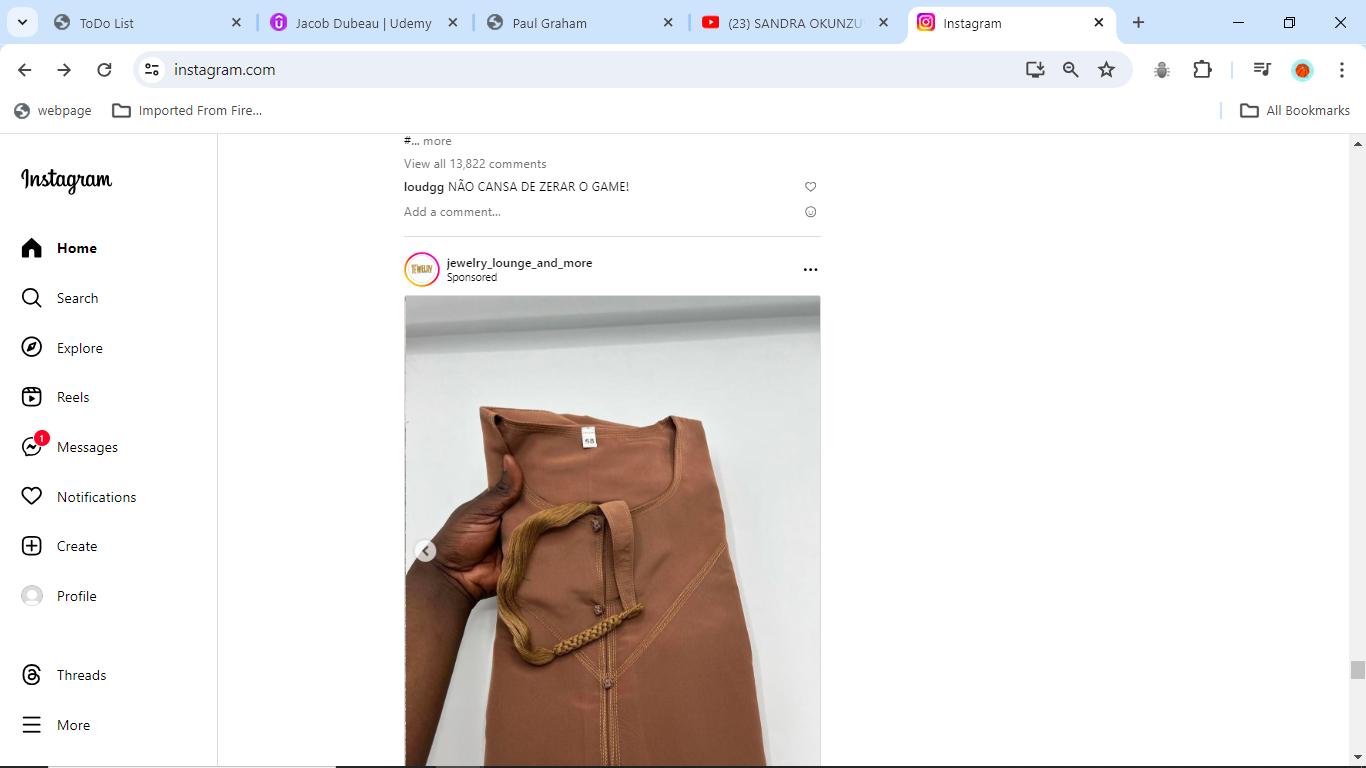 ToDo List
Jacob Dubeau | Udemy
Paul Graham
(23) SANDRA OKUNZU
Instagram
instagram.com
webpage
Imported From Fire...
All Bookmarks
Instagram
Home
Search
Explore
Reels
1
Messages
Notifications
Create
Profile
Threads
More
#... more
View all 13,822 comments
loudgg NÃO CANSA DE ZERAR O GAME!
Add a comment...
JEWELRY
jewelry_lounge_and_more
Sponsored
58